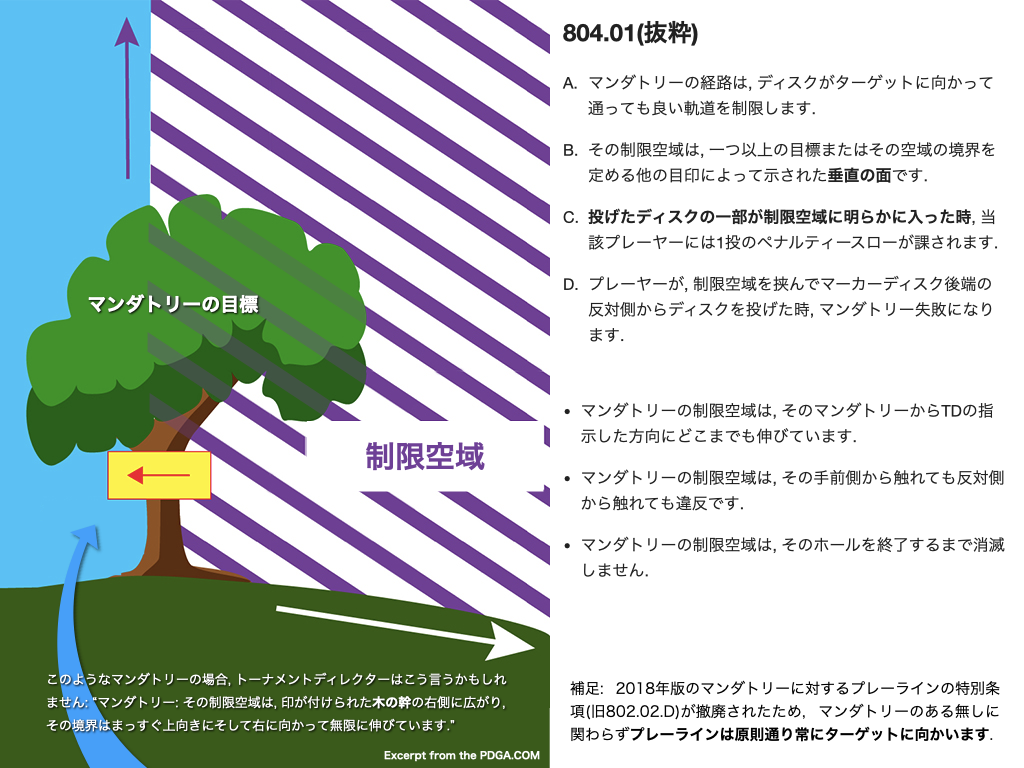 マンダトリーの目標
制限空域
このようなマンダトリーの場合, トーナメントディレクターはこう言うかもしれ
ません: “マンダトリー: その制限空域は, 印が付けられた木の幹の右側に広がり,
その境界はまっすぐ上向きにそして右に向かって無限に伸びています.”
Excerpt from the PDGA.COM
804.01(抜粋)
A. マンダトリーの経路は, ディスクがターゲットに向かって
通っても良い軌道を制限します.
B. その制限空域は, 一つ以上の目標またはその空域の境界を
定める他の目印によって示された垂直の面です.
C. 投げたディスクの一部が制限空域に明らかに入った時, 当
該プレーヤーには1投のペナルティースローが課されます.
D. プレーヤーが, 制限空域を挟んでマーカーディスク後端の
反対側からディスクを投げた時, マンダトリー失敗になり
ます.
• マンダトリーの制限空域は, そのマンダトリーからTDの指
示した方向にどこまでも伸びています.
• マンダトリーの制限空域は, その手前側から触れても反対側
から触れても違反です.
• マンダトリーの制限空域は, そのホールを終了するまで消滅
しません.
補足: 2018年版のマンダトリーに対するプレーラインの特別条
項(旧802.02.D)が撤廃されたため, マンダトリーのある無しに
関わらずプレーラインは原則通り常にターゲットに向かいます.